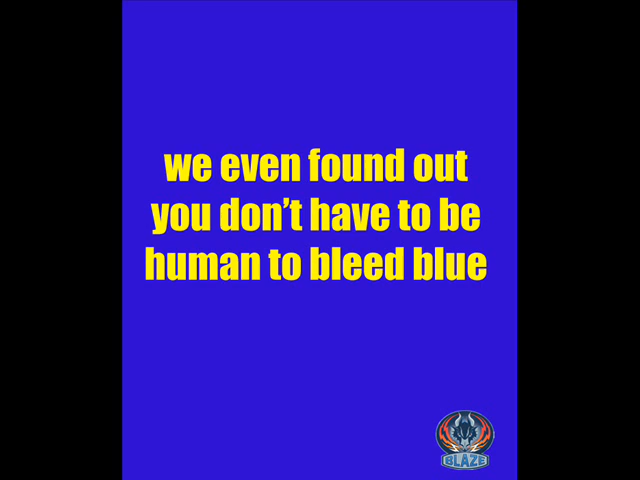 we even found out
you don't have to be
human to bleed blue
BLAZE